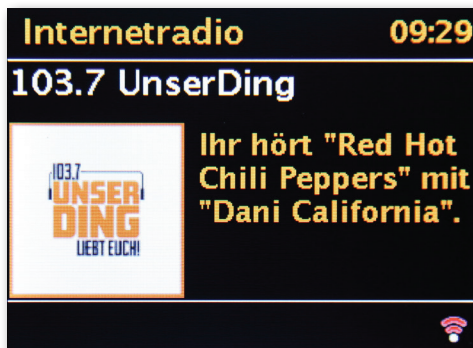 Internetradio 09:29
103.7 UnserDing
103.7
UNSER
DING
LIEBT EUCH!
Ihr hört "Red Hot
Chili Peppers" mit
"Dani California".